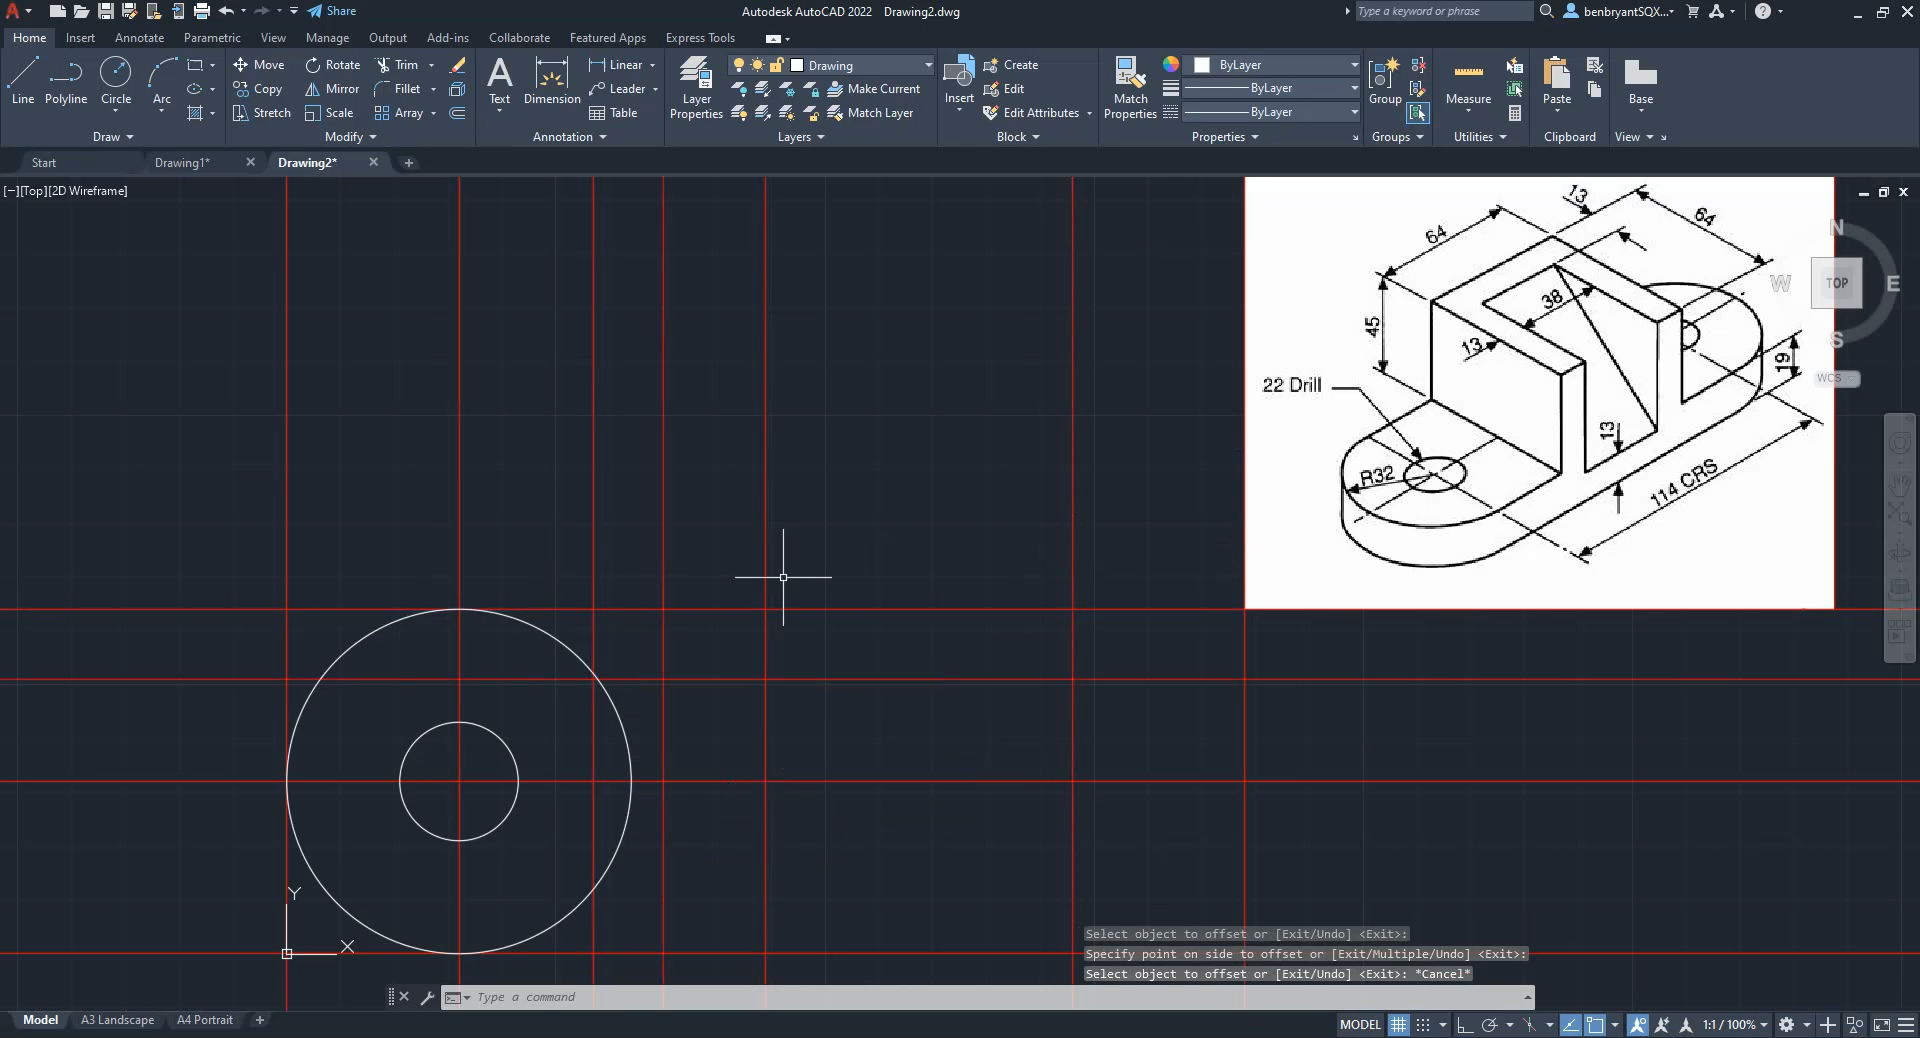 Share
Autodesk AutoCAD 2022 Drawing2.dwg
Type a keyword or phrase
benbryantSQX...
Home Insert Annotate Parametric View Manage Output Add-ins Collaborate Featured Apps Express Tools
Line
Polyline
Circle
Arc
Move
Rotate
Trim
Copy
Mirror
Fillet
Stretch
Scale
Array
Text
Dimension
Linear
Leader
Table
Layer
Properties
Drawing
Make Current
Match Layer
Insert
Create
Edit
Edit Attributes
Match
Properties
ByLayer
ByLayer
ByLayer
Group
Measure
Paste
Base
Draw Modify Annotation Layers Block Properties Groups Utilities Clipboard View
Start Drawing1* Drawing2*
[−][Top][2D Wireframe]
13
64
64
38
45
13
22 Drill
19
13
R32
114 CRS
N
W
TOP
E
S
WCS
Y
X
Select object to offset or [Exit/Undo] <Exit>:
Specify point on side to offset or [Exit/Multiple/Undo] <Exit>:
Select object to offset or [Exit/Undo] <Exit>: *Cancel*
Type a command
Model A3 Landscape A4 Portrait
MODEL
1:1 / 100%